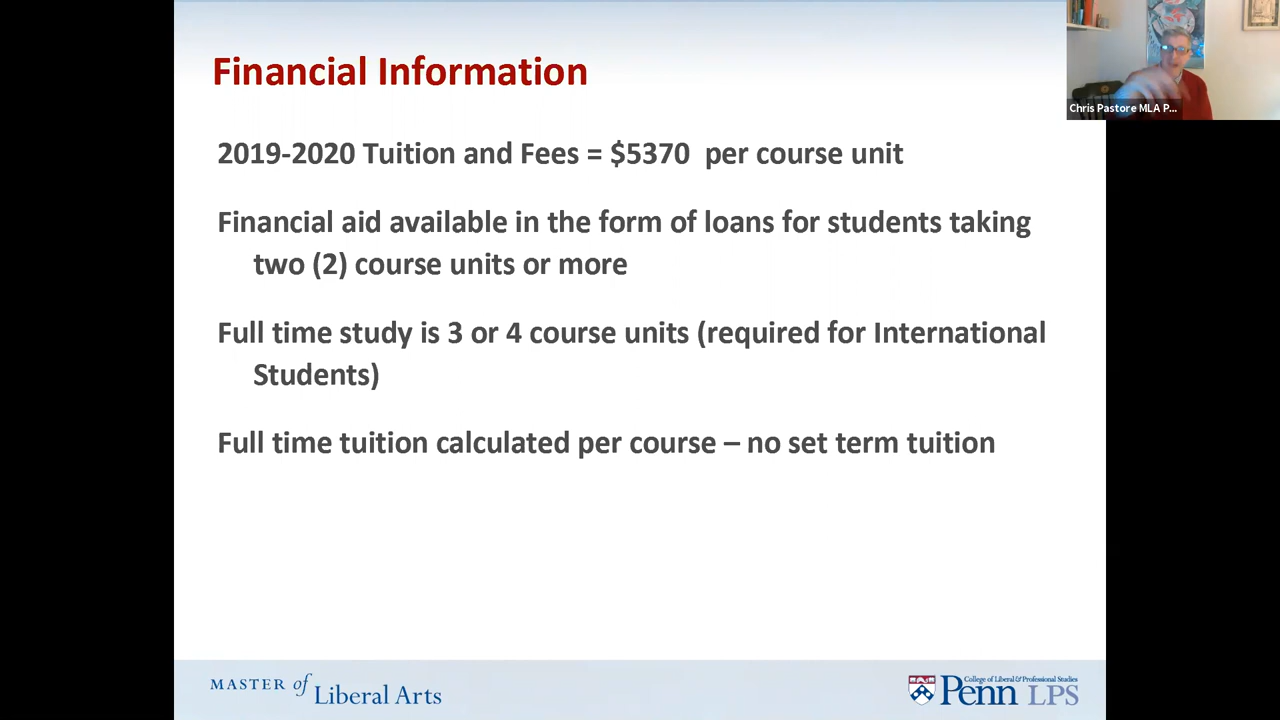 Financial Information
Chris Pastore MLA P...
2019-2020 Tuition and Fees = $5370 per course unit
Financial aid available in the form of loans for students taking
two (2) course units or more
Full time study is 3 or 4 course units (required for International
Students)
Full time tuition calculated per course – no set term tuition
MASTER of
Liberal Arts
College of Liberal & Professional Studies
Penn LPS